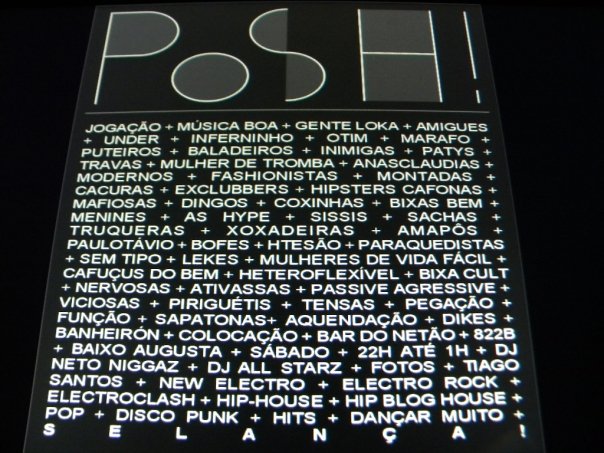 PoSH!
JOGAÇÃO + MÚSICA BOA + GENTE LOKA + AMIGUES
+ UNDER + INFERNINHO + OTIM + MARAFO +
PUTEIROS + BALADEIROS + INIMIGAS + PATYS +
TRAVAS + MULHER DE TROMBA + ANASCLAUDIAS +
MODERNOS + FASHIONISTAS + MONTADAS +
CACURAS + EXCLUBBERS + HIPSTERS CAFONAS +
MAFIOSAS + DINGOS + COXINHAS + BIXAS BEM +
MENINES + AS HYPE + SISSIS + SACHAS +
TRUQUERAS + XOXADEIRAS + AMAPÔS +
PAULOTÁVIO + BOFES + HTESÃO + PARAQUEDISTAS
+ SEM TIPO + LEKES + MULHERES DE VIDA FÁCIL +
CAFUÇUS DO BEM + HETEROFLEXÍVEL + BIXA CULT
+ NERVOSAS + ATIVASSAS + PASSIVE AGRESSIVE +
VICIOSAS + PIRIGUÉTIS + TENSAS + PEGAÇÃO +
FUNÇÃO + SAPATONAS+ AQUENDAÇÃO + DIKES +
BANHEIRÓN + COLOCAÇÃO + BAR DO NETÃO + 822B
+ BAIXO AUGUSTA + SÁBADO + 22H ATÉ 1H + DJ
NETO NIGGAZ + DJ ALL STARZ + FOTOS + TIAGO
SANTOS + NEW ELECTRO + ELECTRO ROCK +
ELECTROCLASH + HIP-HOUSE + HIP BLOG HOUSE +
POP + DISCO PUNK + HITS + DANÇAR MUITO +
S E L A N Ç A !